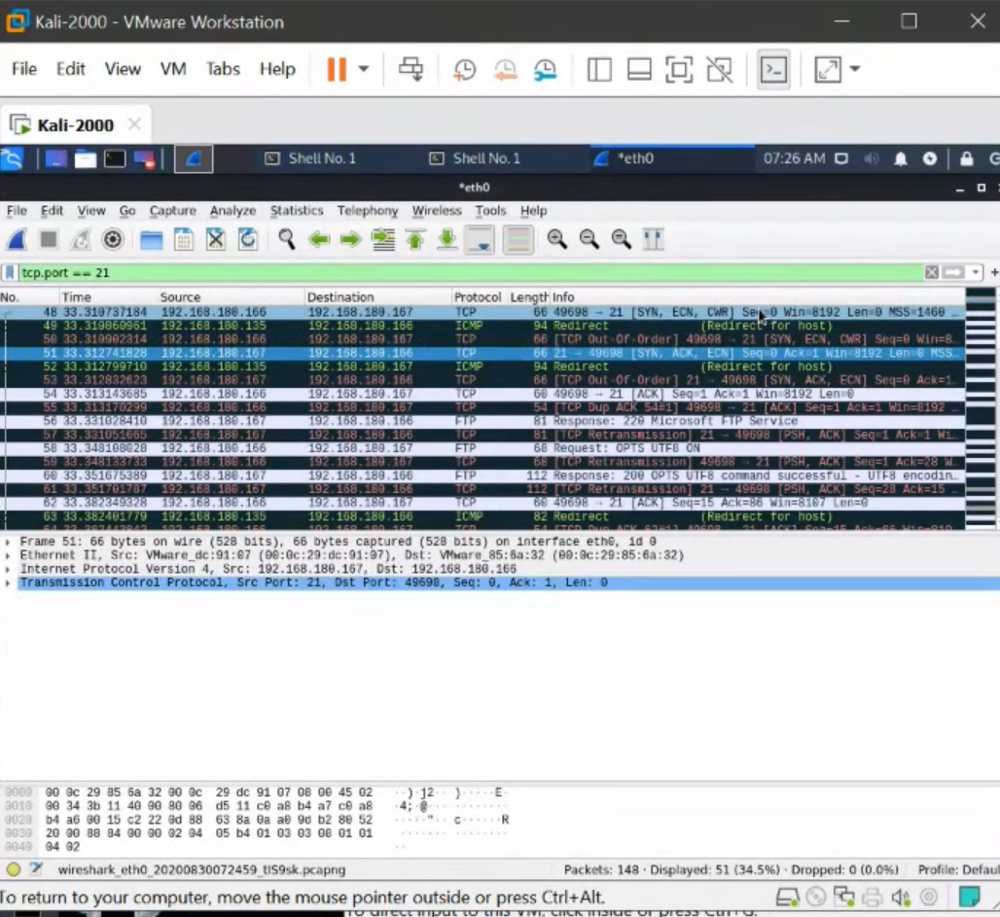 Kali-2000 - VMware Workstation
File Edit View VM Tabs Help
Kali-2000
Shell No. 1 Shell No. 1 *eth0 07:26 AM
*eth0
File Edit View Go Capture Analyze Statistics Telephony Wireless Tools Help
tcp.port == 21
No. Time Source Destination Protocol Length Info
48 33.310737184 192.168.180.166 192.168.180.167 TCP 66 49698 → 21 [SYN, ECN, CWR] Seq=0 Win=8192 Len=0 MSS=1460 …
49 33.310860961 192.168.180.135 192.168.180.166 ICMP 94 Redirect (Redirect for host)
50 33.310902314 192.168.180.166 192.168.180.167 TCP 66 [TCP Out-Of-Order] 49698 → 21 [SYN, ECN, CWR] Seq=0 Win=8…
51 33.312741828 192.168.180.167 192.168.180.166 TCP 66 21 → 49698 [SYN, ACK, ECN] Seq=0 Ack=1 Win=8192 Len=0 MSS…
52 33.312799710 192.168.180.135 192.168.180.167 ICMP 94 Redirect (Redirect for host)
53 33.312832623 192.168.180.167 192.168.180.166 TCP 66 [TCP Out-Of-Order] 21 → 49698 [SYN, ACK, ECN] Seq=0 Ack=1…
54 33.313143685 192.168.180.166 192.168.180.167 TCP 60 49698 → 21 [ACK] Seq=1 Ack=1 Win=8192 Len=0
55 33.313170299 192.168.180.166 192.168.180.167 TCP 54 [TCP Dup ACK 54#1] 49698 → 21 [ACK] Seq=1 Ack=1 Win=8192 …
56 33.331028410 192.168.180.167 192.168.180.166 FTP 81 Response: 220 Microsoft FTP Service
57 33.331051665 192.168.180.167 192.168.180.166 TCP 81 [TCP Retransmission] 21 → 49698 [PSH, ACK] Seq=1 Ack=1 Wi…
58 33.348108028 192.168.180.166 192.168.180.167 FTP 68 Request: OPTS UTF8 ON
59 33.348133733 192.168.180.166 192.168.180.167 TCP 68 [TCP Retransmission] 49698 → 21 [PSH, ACK] Seq=1 Ack=28 W…
60 33.351675389 192.168.180.167 192.168.180.166 FTP 112 Response: 200 OPTS UTF8 command successful - UTF8 encodin…
61 33.351701787 192.168.180.167 192.168.180.166 TCP 112 [TCP Retransmission] 21 → 49698 [PSH, ACK] Seq=28 Ack=15 …
62 33.382349328 192.168.180.166 192.168.180.167 TCP 60 49698 → 21 [ACK] Seq=15 Ack=86 Win=8107 Len=0
63 33.382401779 192.168.180.135 192.168.180.166 ICMP 82 Redirect (Redirect for host)
Frame 51: 66 bytes on wire (528 bits), 66 bytes captured (528 bits) on interface eth0, id 0
Ethernet II, Src: VMware_dc:91:07 (00:0c:29:dc:91:07), Dst: VMware_85:6a:32 (00:0c:29:85:6a:32)
Internet Protocol Version 4, Src: 192.168.180.167, Dst: 192.168.180.166
Transmission Control Protocol, Src Port: 21, Dst Port: 49698, Seq: 0, Ack: 1, Len: 0
0000 00 0c 29 85 6a 32 00 0c 29 dc 91 07 08 00 45 02 ··)·j2·· )·····E·
0010 00 34 3b 11 40 00 80 06 d5 11 c0 a8 b4 a7 c0 a8 ·4;·@··· ········
0020 b4 a6 00 15 c2 22 0d 88 63 8a 0a a0 9d b2 80 52 ·····"·· c······R
0030 20 00 88 84 00 00 02 04 05 b4 01 03 03 08 01 01 ········ ········
0040 04 02 ··
wireshark_eth0_20200830072459_tIS9sk.pcapng Packets: 148 · Displayed: 51 (34.5%) · Dropped: 0 (0.0%) Profile: Defau
To return to your computer, move the mouse pointer outside or press Ctrl+Alt.
To direct input to this VM, click inside or press Ctrl+G.